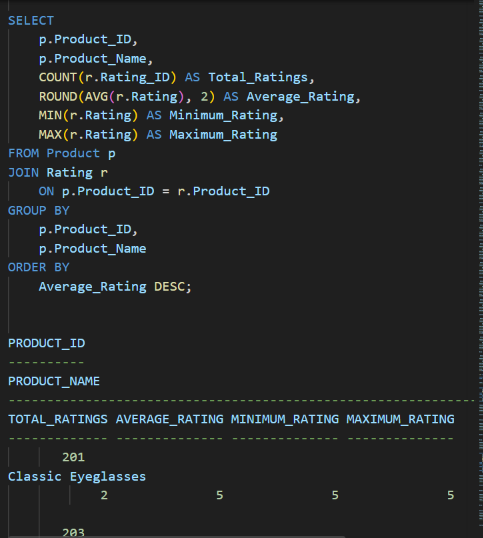 SELECT
p.Product_ID,
p.Product_Name,
COUNT(r.Rating_ID) AS Total_Ratings,
ROUND(AVG(r.Rating), 2) AS Average_Rating,
MIN(r.Rating) AS Minimum_Rating,
MAX(r.Rating) AS Maximum_Rating
FROM Product p
JOIN Rating r
ON p.Product_ID = r.Product_ID
GROUP BY
p.Product_ID,
p.Product_Name
ORDER BY
Average_Rating DESC;
PRODUCT_ID
----------
PRODUCT_NAME
------------------------------------------------------------
TOTAL_RATINGS AVERAGE_RATING MINIMUM_RATING MAXIMUM_RATING
------------- -------------- -------------- --------------
201
Classic Eyeglasses
2 5 5 5
203